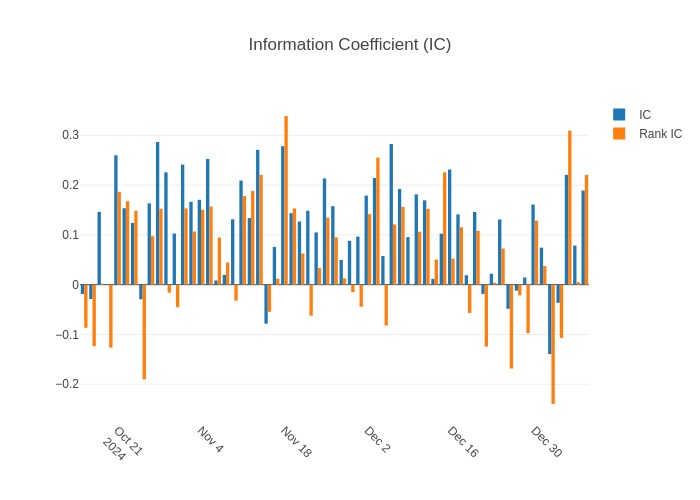 Information Coefficient (IC)
IC
Rank IC
0.3
0.2
0.1
0
−0.1
−0.2
Oct 21
2024
Nov 4
Nov 18
Dec 2
Dec 16
Dec 30